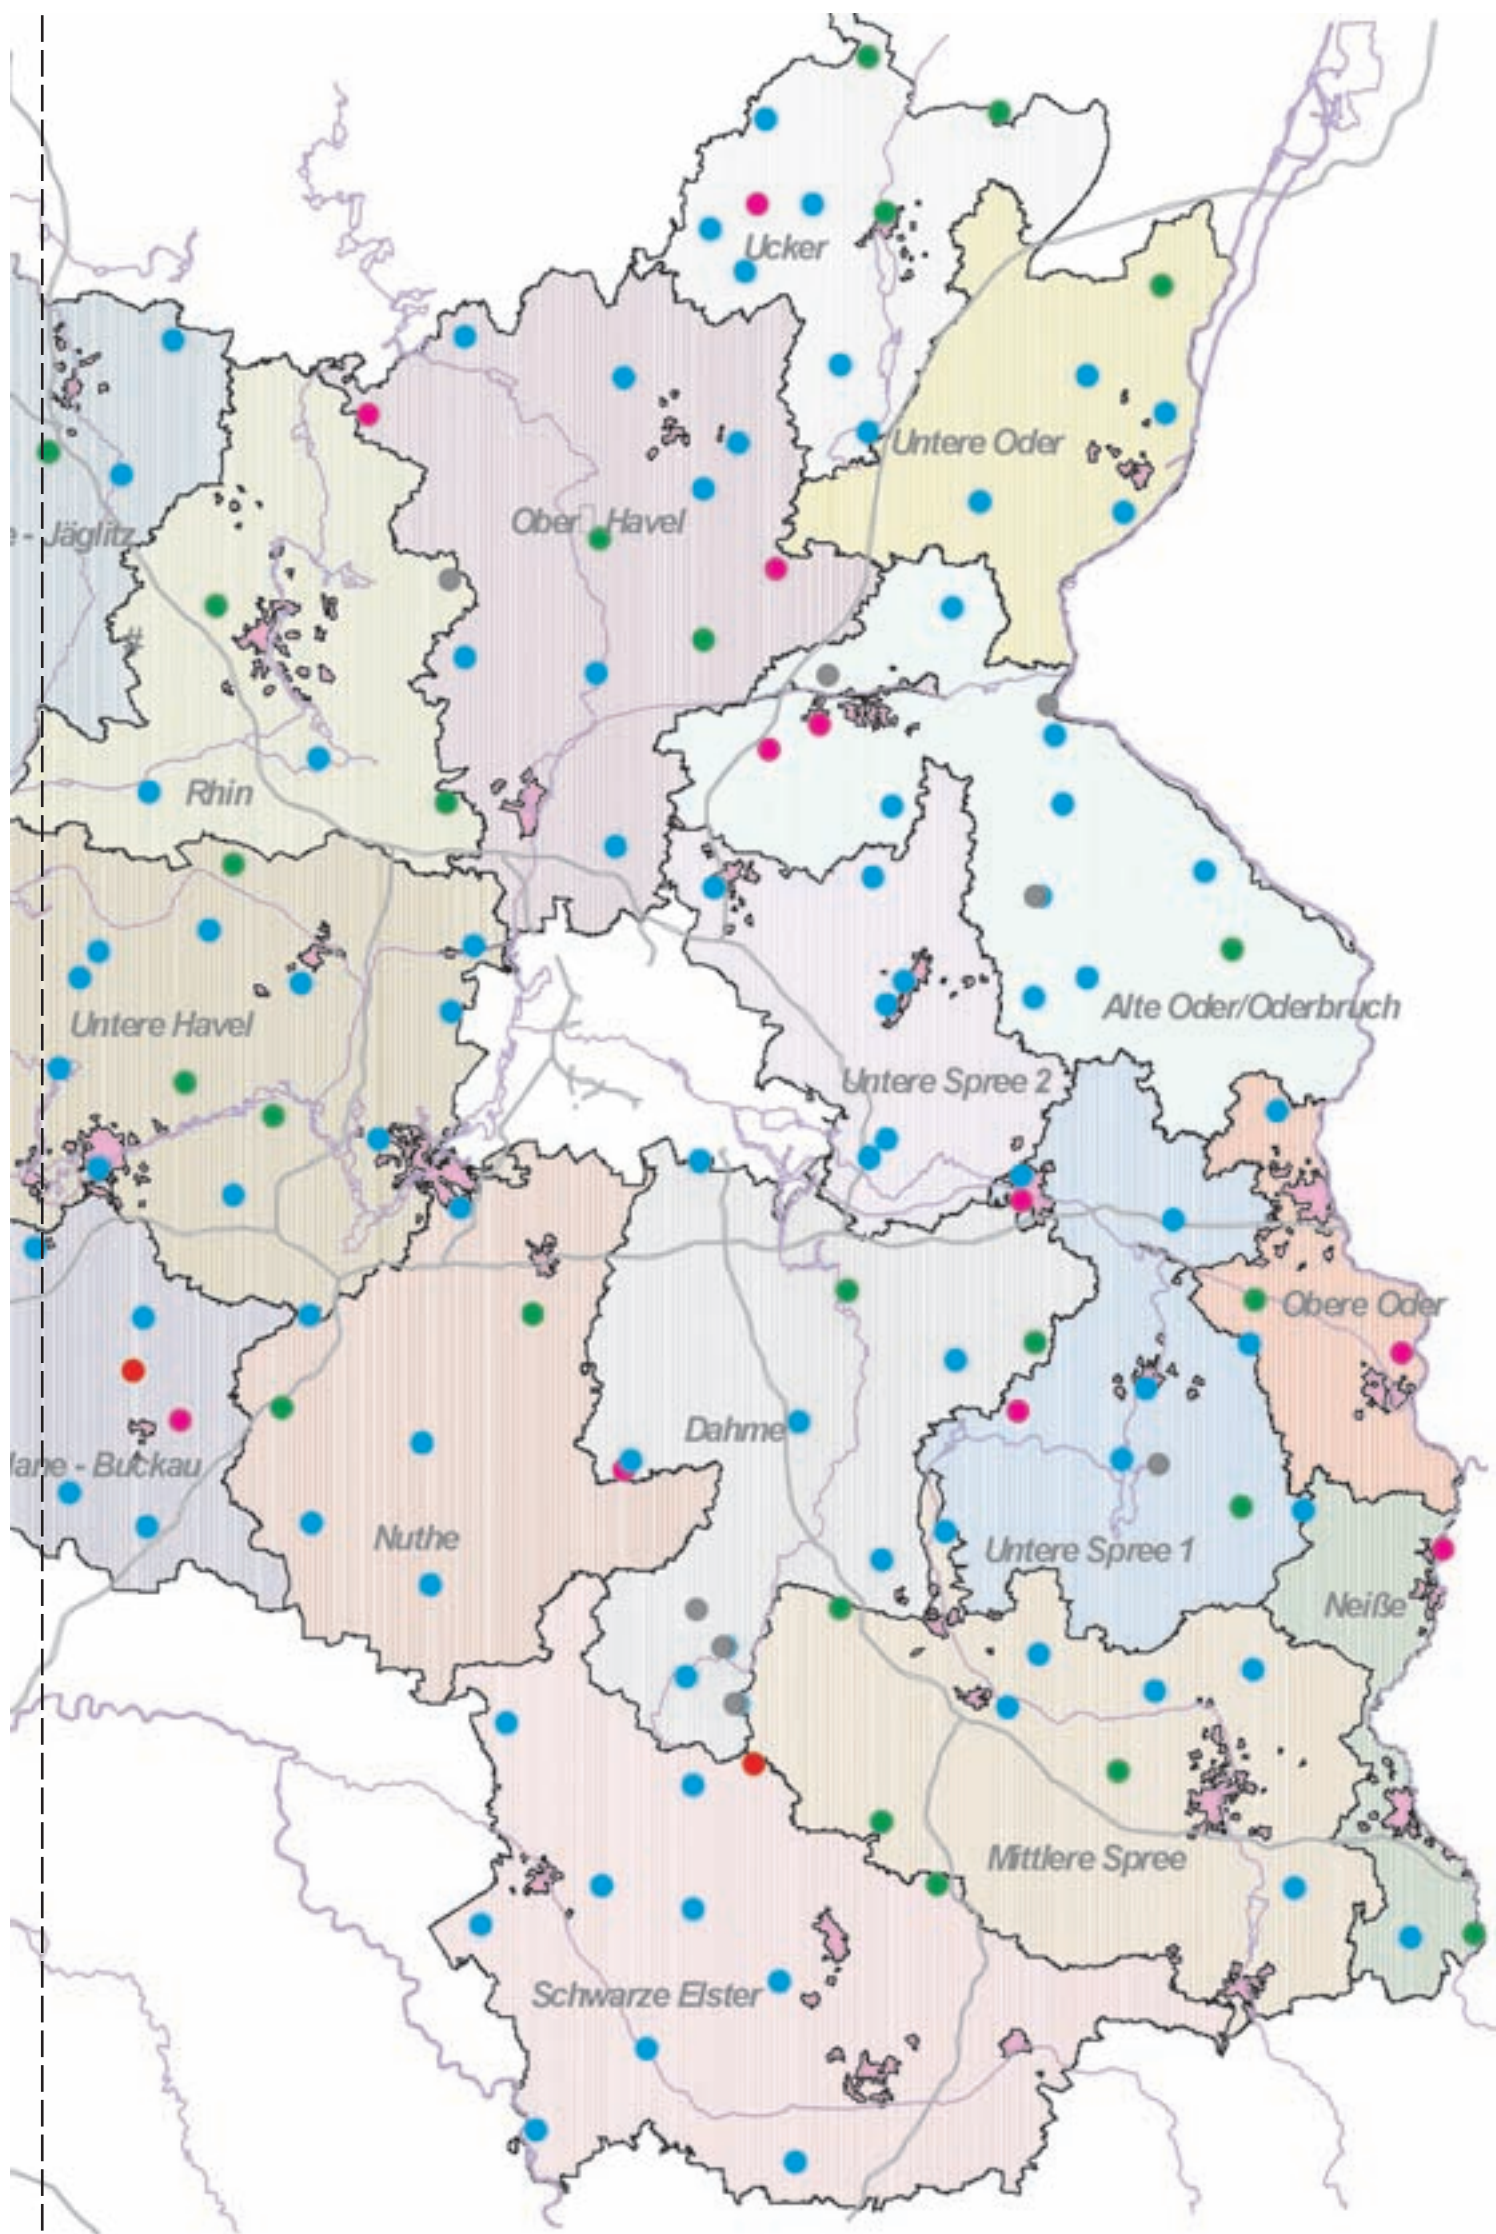 Ucker
Untere Oder
Ober Havel
e - Jäglitz
Rhin
Alte Oder/Oderbruch
Untere Havel
Untere Spree 2
Obere Oder
Dahme
lane - Buckau
Nuthe
Untere Spree 1
Neiße
Mittlere Spree
Schwarze Elster